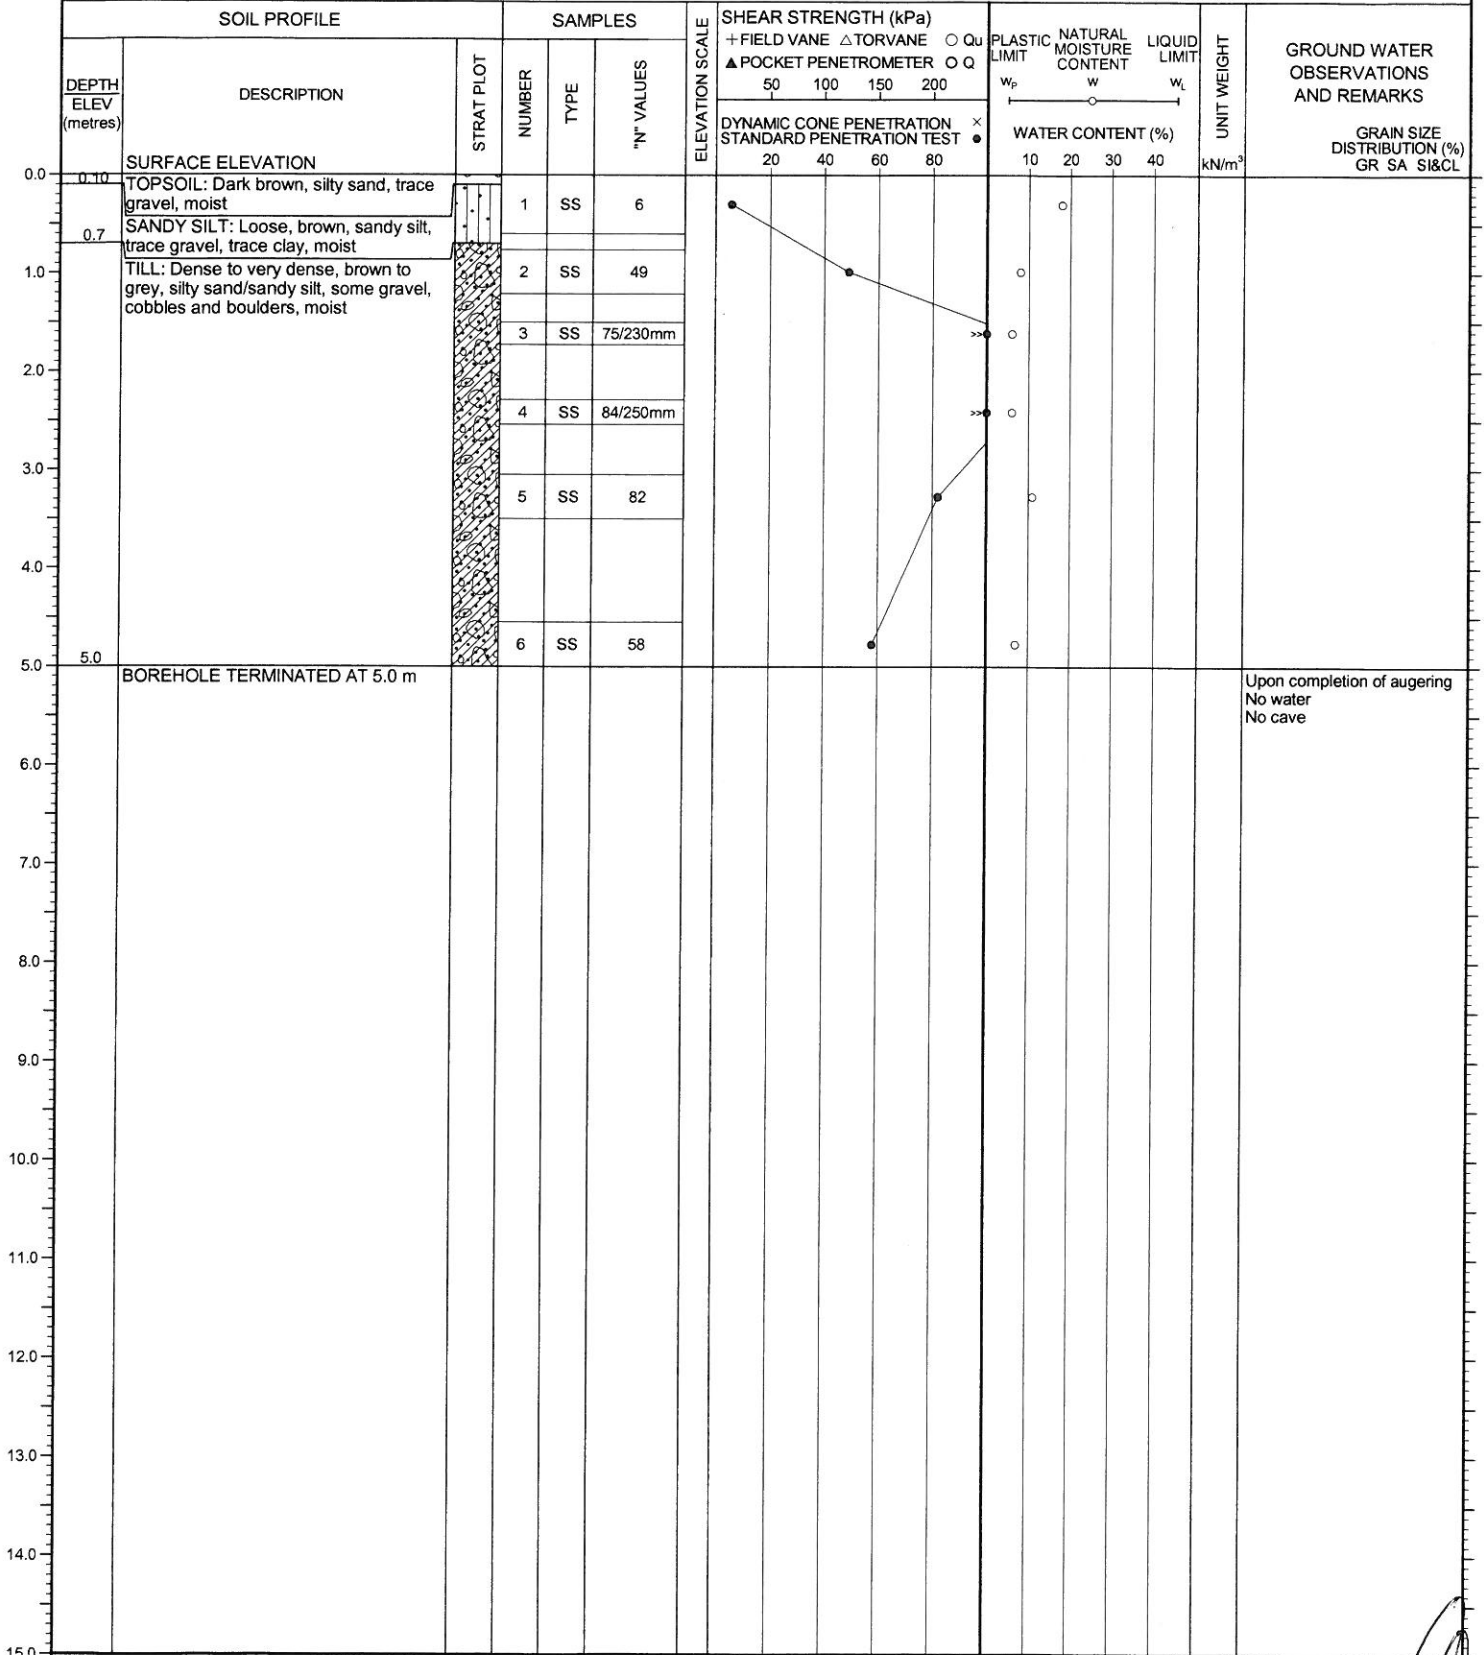 SOIL PROFILE
SAMPLES
ELEVATION SCALE
SHEAR STRENGTH (kPa)
+FIELD VANE △TORVANE ○ Qu
▲POCKET PENETROMETER ○ Q
50 100 150 200
DYNAMIC CONE PENETRATION ×
STANDARD PENETRATION TEST ●
20 40 60 80
PLASTIC LIMIT
NATURAL MOISTURE CONTENT
LIQUID LIMIT
WP W WL
WATER CONTENT (%)
10 20 30 40
UNIT WEIGHT
kN/m³
GROUND WATER
OBSERVATIONS
AND REMARKS
GRAIN SIZE
DISTRIBUTION (%)
GR SA SI&CL
DEPTH
ELEV
(metres)
DESCRIPTION
STRAT PLOT
NUMBER
TYPE
"N" VALUES
SURFACE ELEVATION
0.0
0.10
TOPSOIL: Dark brown, silty sand, trace
gravel, moist
1 SS 6
0.7
SANDY SILT: Loose, brown, sandy silt,
trace gravel, trace clay, moist
1.0
TILL: Dense to very dense, brown to
grey, silty sand/sandy silt, some gravel,
cobbles and boulders, moist
2 SS 49
3 SS 75/230mm >>
2.0
4 SS 84/250mm >>
3.0
5 SS 82
4.0
6 SS 58
5.0
5.0
BOREHOLE TERMINATED AT 5.0 m
Upon completion of augering
No water
No cave
6.0
7.0
8.0
9.0
10.0
11.0
12.0
13.0
14.0
15.0